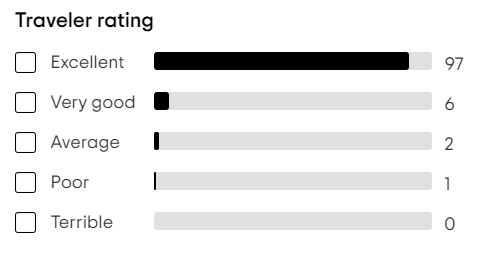 Traveler rating
Excellent 97
Very good 6
Average 2
Poor 1
Terrible 0